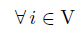 ∀ i ∈ V